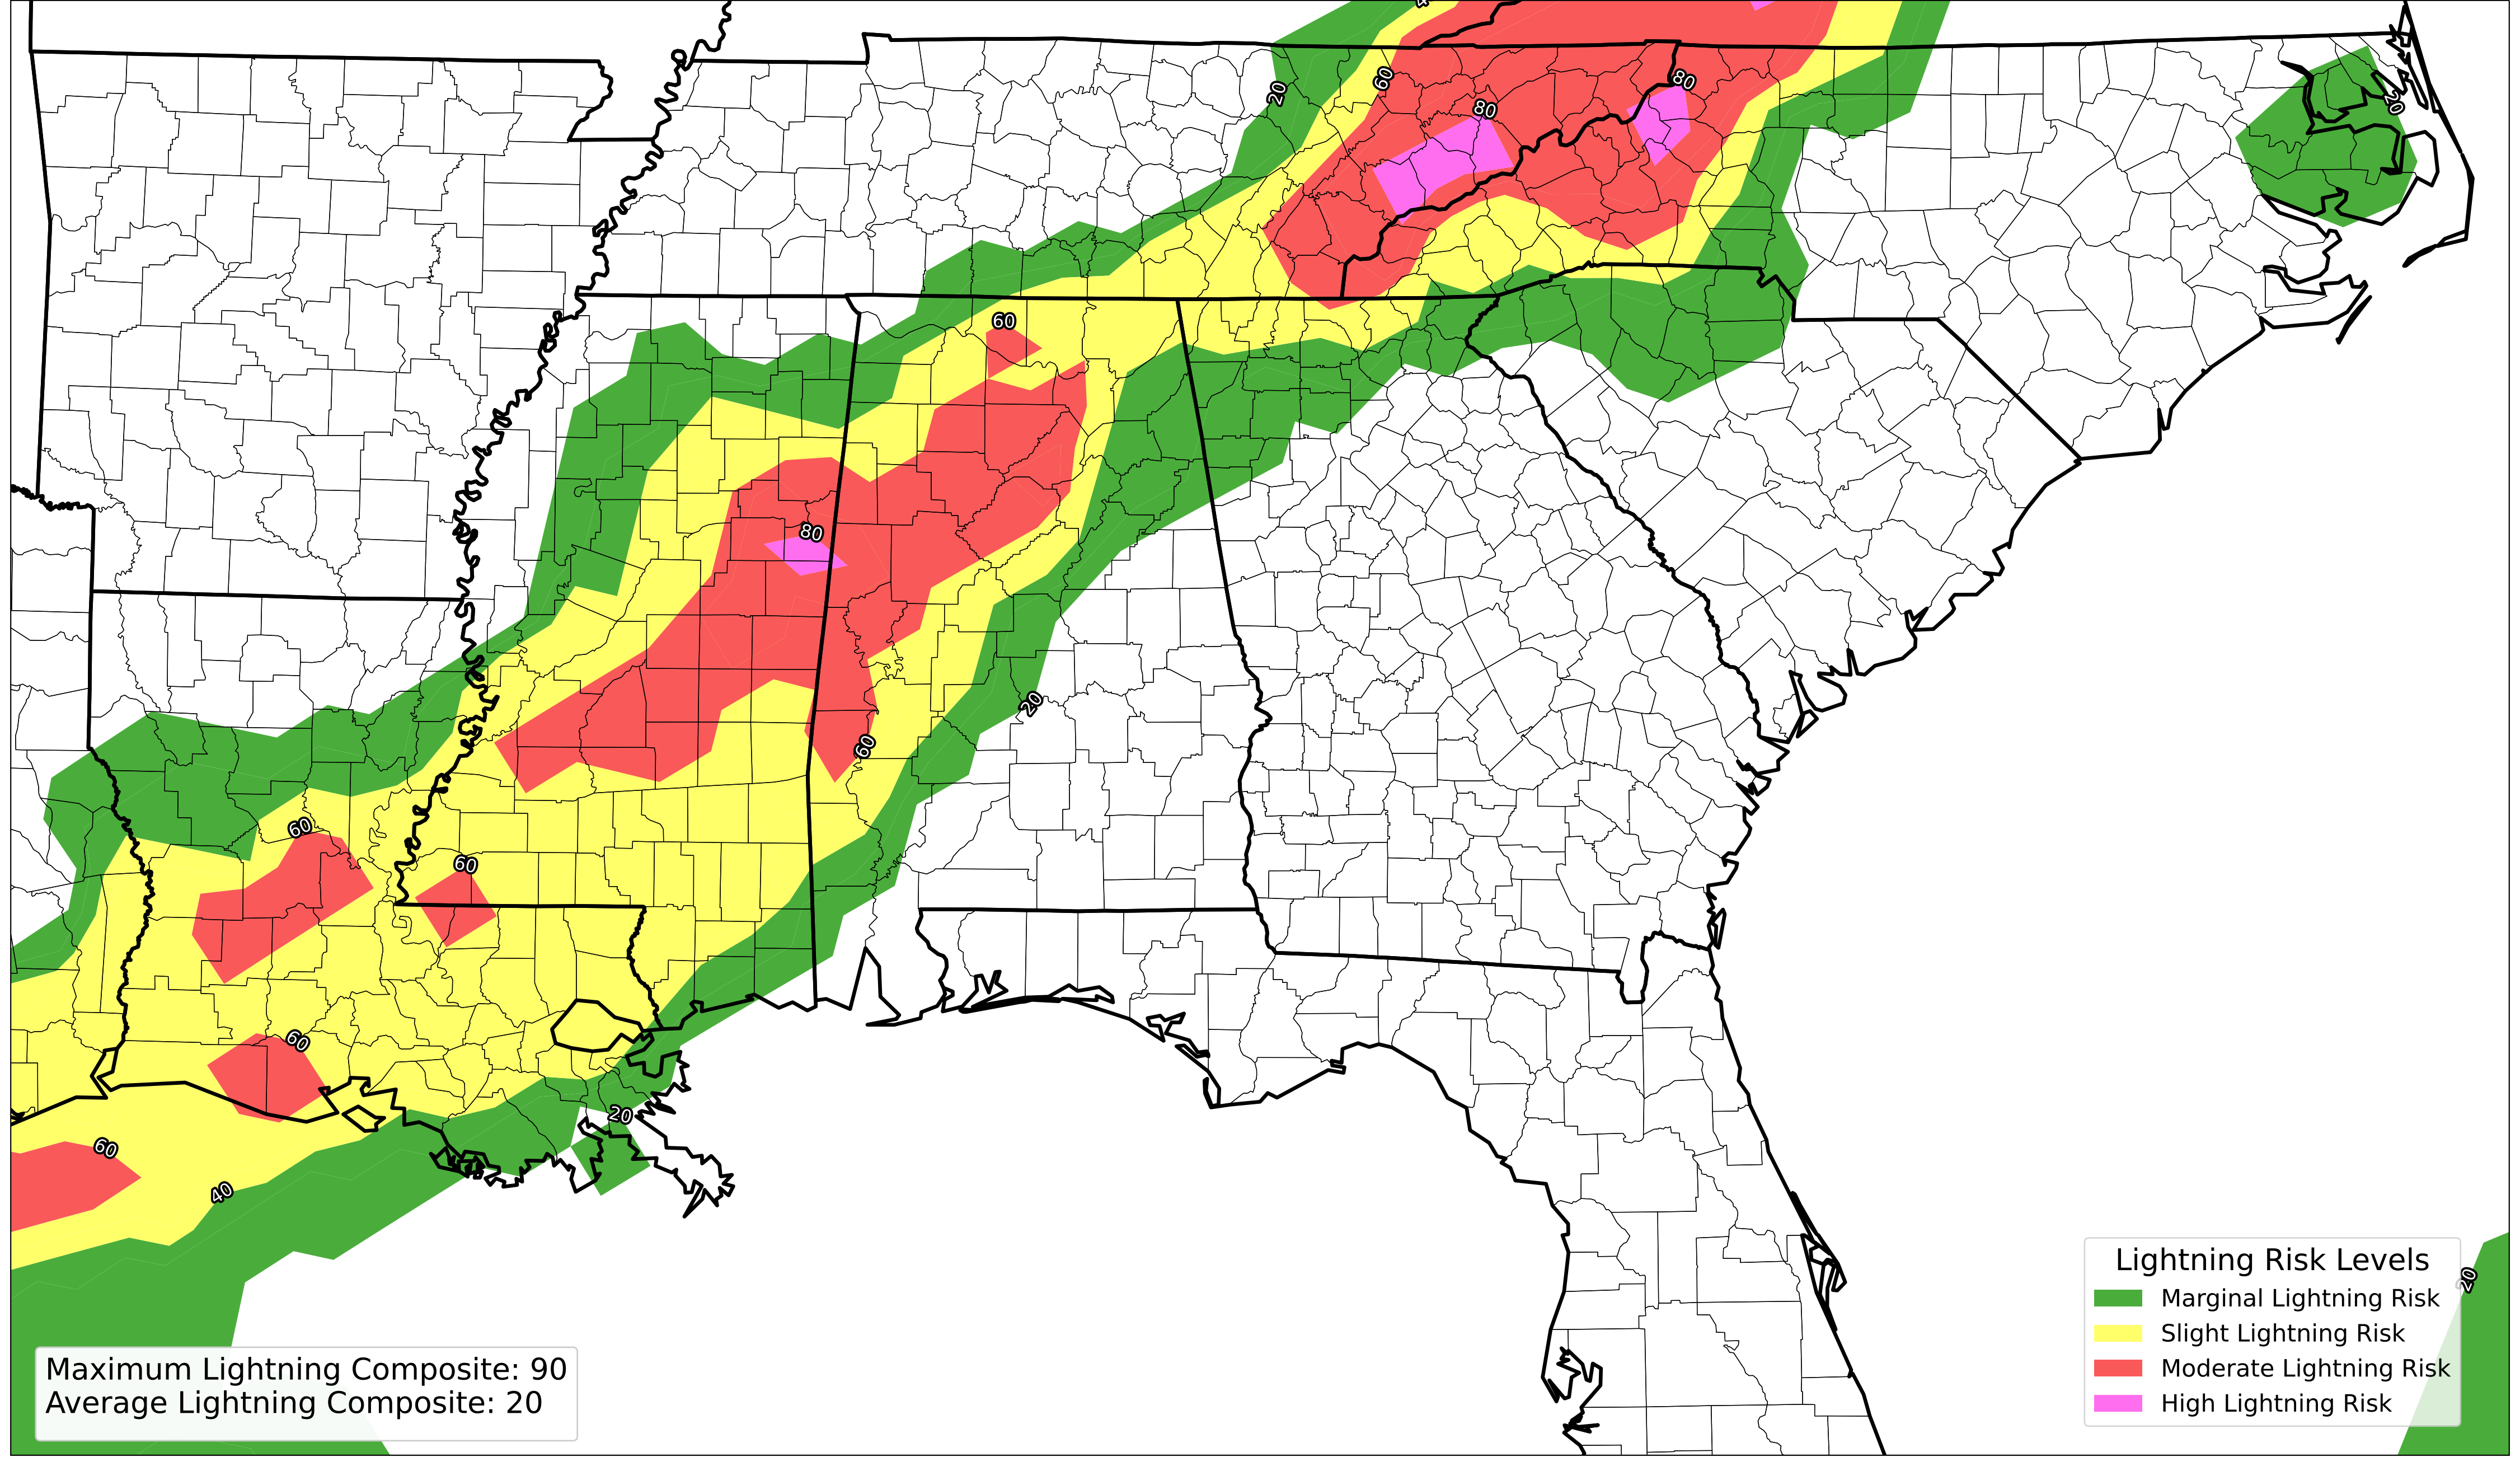 4
20
60
80
80
20
60
80
20
60
60
60
60
20
60
40
20
Lightning Risk Levels
Marginal Lightning Risk
Slight Lightning Risk
Moderate Lightning Risk
High Lightning Risk
Maximum Lightning Composite: 90
Average Lightning Composite: 20